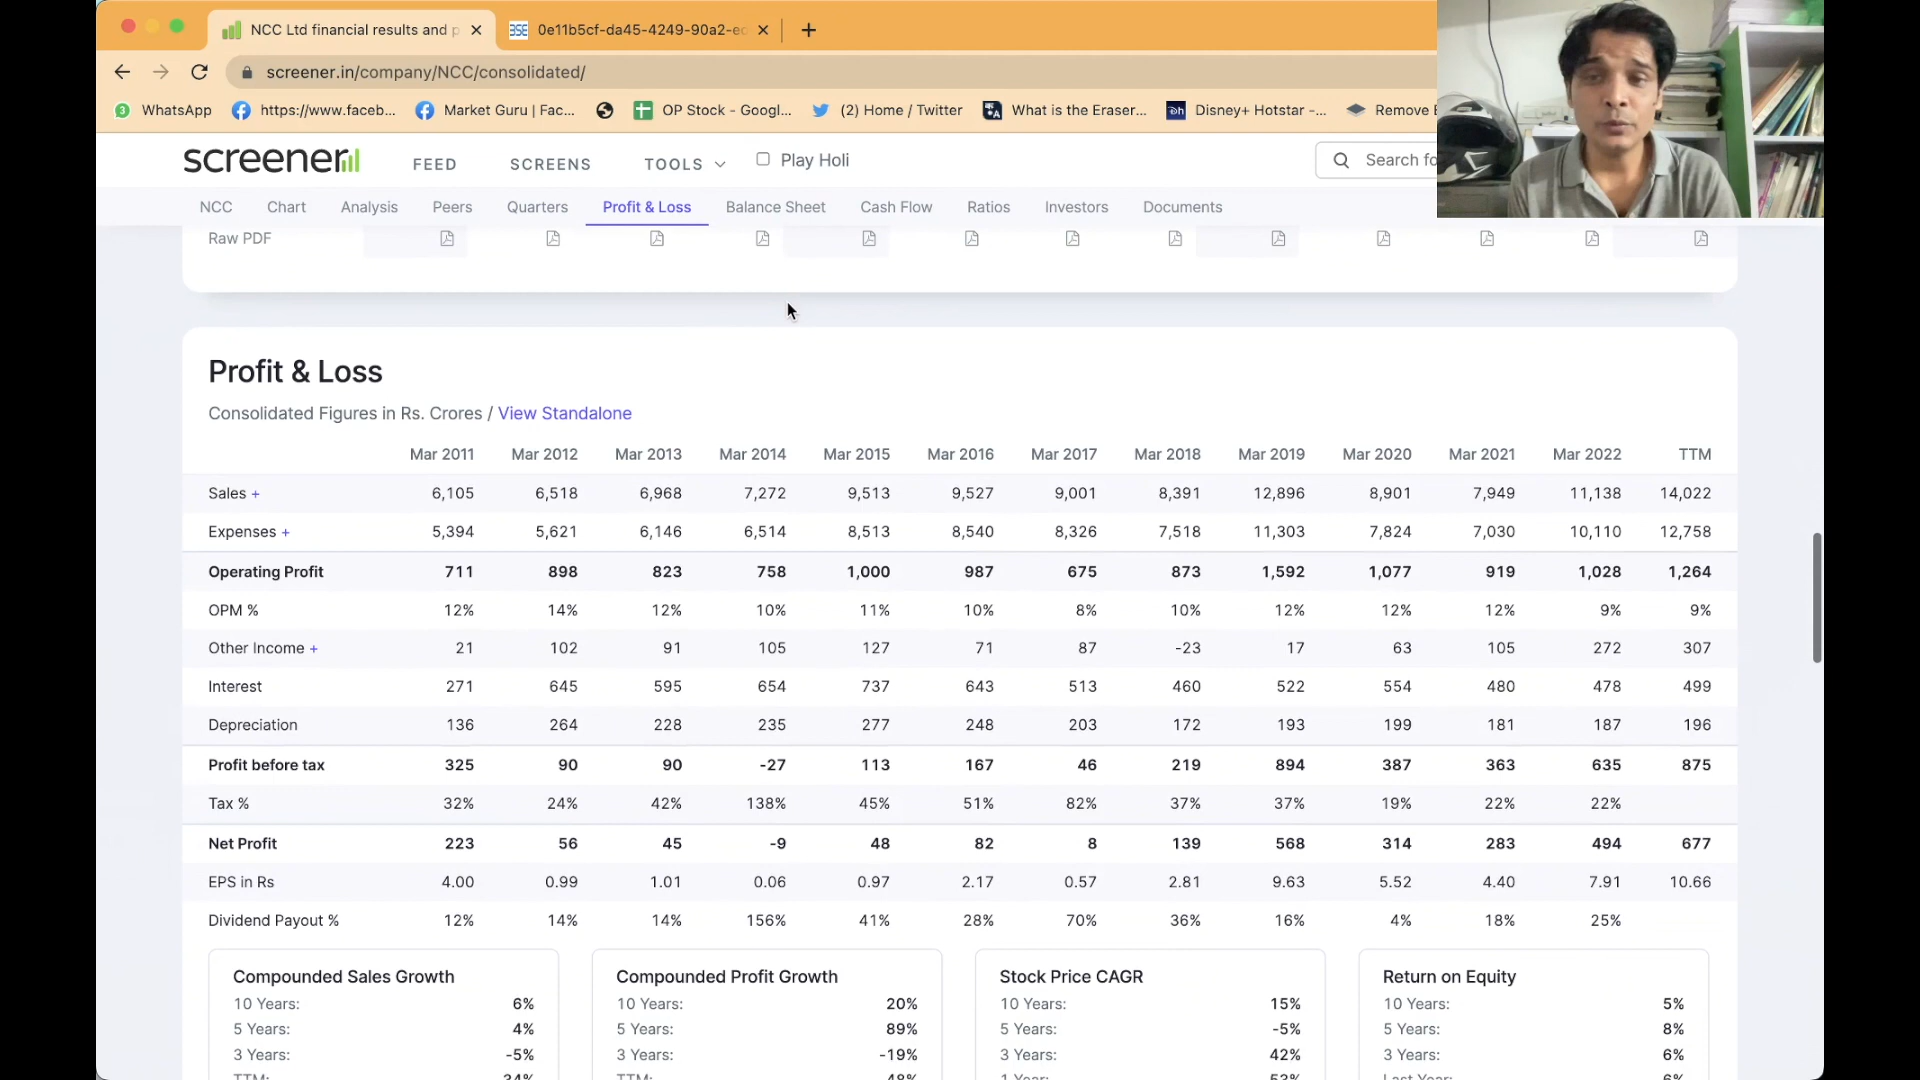 NCC Ltd financial results and p
BSE 0e11b5cf-da45-4249-90a2-ec
screener.in/company/NCC/consolidated/
3 WhatsApp https://www.faceb... Market Guru | Fac... OP Stock - Googl... (2) Home / Twitter What is the Eraser... Disney+ Hotstar -... Remove
screener FEED SCREENS TOOLS Play Holi Search fo
NCC Chart Analysis Peers Quarters Profit & Loss Balance Sheet Cash Flow Ratios Investors Documents
Raw PDF
Profit & Loss
Consolidated Figures in Rs. Crores / View Standalone
Mar 2011 Mar 2012 Mar 2013 Mar 2014 Mar 2015 Mar 2016 Mar 2017 Mar 2018 Mar 2019 Mar 2020 Mar 2021 Mar 2022 TTM
Sales + 6,105 6,518 6,968 7,272 9,513 9,527 9,001 8,391 12,896 8,901 7,949 11,138 14,022
Expenses + 5,394 5,621 6,146 6,514 8,513 8,540 8,326 7,518 11,303 7,824 7,030 10,110 12,758
Operating Profit 711 898 823 758 1,000 987 675 873 1,592 1,077 919 1,028 1,264
OPM % 12% 14% 12% 10% 11% 10% 8% 10% 12% 12% 12% 9% 9%
Other Income + 21 102 91 105 127 71 87 -23 17 63 105 272 307
Interest 271 645 595 654 737 643 513 460 522 554 480 478 499
Depreciation 136 264 228 235 277 248 203 172 193 199 181 187 196
Profit before tax 325 90 90 -27 113 167 46 219 894 387 363 635 875
Tax % 32% 24% 42% 138% 45% 51% 82% 37% 37% 19% 22% 22%
Net Profit 223 56 45 -9 48 82 8 139 568 314 283 494 677
EPS in Rs 4.00 0.99 1.01 0.06 0.97 2.17 0.57 2.81 9.63 5.52 4.40 7.91 10.66
Dividend Payout % 12% 14% 14% 156% 41% 28% 70% 36% 16% 4% 18% 25%
Compounded Sales Growth Compounded Profit Growth Stock Price CAGR Return on Equity
10 Years: 6% 10 Years: 20% 10 Years: 15% 10 Years: 5%
5 Years: 4% 5 Years: 89% 5 Years: -5% 5 Years: 8%
3 Years: -5% 3 Years: -19% 3 Years: 42% 3 Years: 6%
TTM: 34% TTM: 48% 1 Year: 53% Last Year: 6%